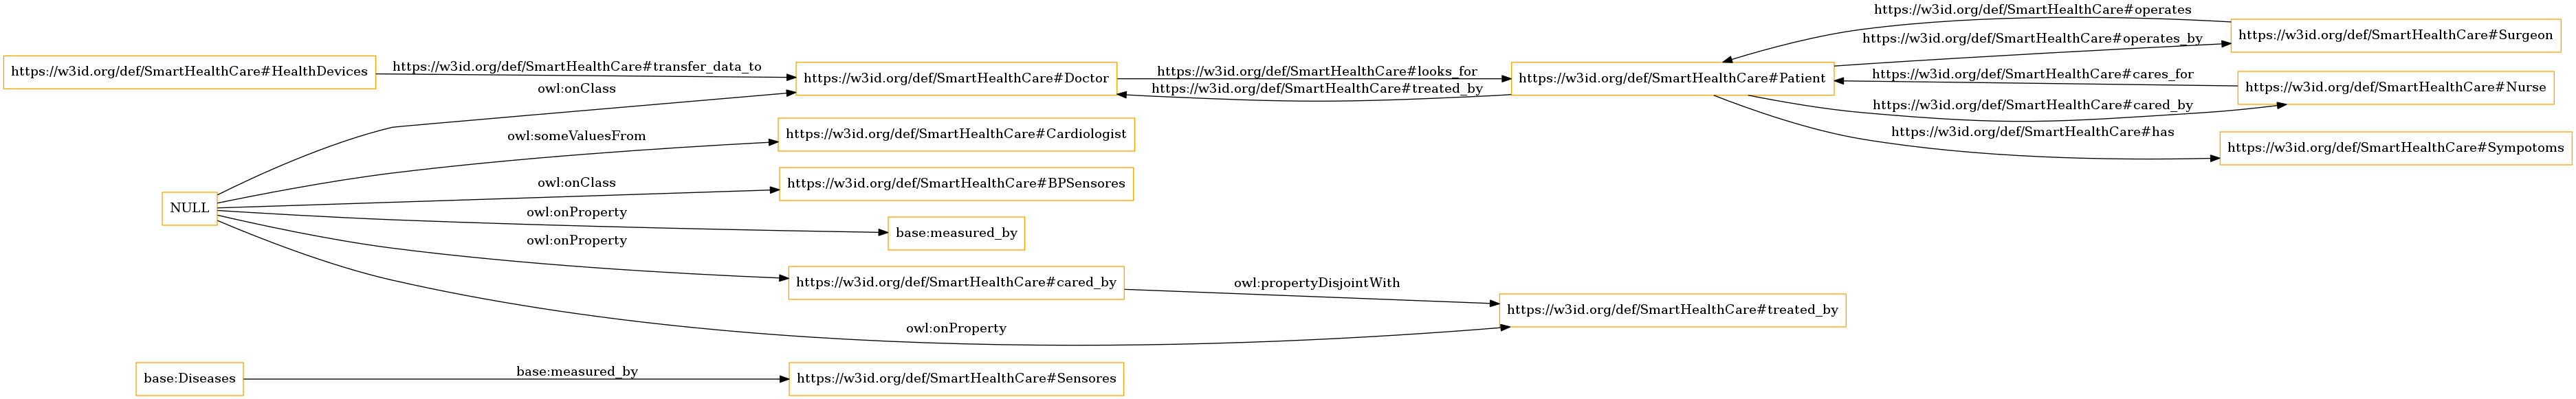 https://w3id.org/def/SmartHealthCare#operates
https://w3id.org/def/SmartHealthCare#Surgeon
https://w3id.org/def/SmartHealthCare#operates_by
https://w3id.org/def/SmartHealthCare#HealthDevices
https://w3id.org/def/SmartHealthCare#transfer_data_to
https://w3id.org/def/SmartHealthCare#Doctor
https://w3id.org/def/SmartHealthCare#looks_for
https://w3id.org/def/SmartHealthCare#Patient
https://w3id.org/def/SmartHealthCare#cares_for
https://w3id.org/def/SmartHealthCare#Nurse
owl:onClass
https://w3id.org/def/SmartHealthCare#treated_by
https://w3id.org/def/SmartHealthCare#cared_by
owl:someValuesFrom
https://w3id.org/def/SmartHealthCare#Cardiologist
https://w3id.org/def/SmartHealthCare#has
https://w3id.org/def/SmartHealthCare#Sympotoms
owl:onClass
https://w3id.org/def/SmartHealthCare#BPSensores
NULL
owl:onProperty
base:measured_by
owl:onProperty
https://w3id.org/def/SmartHealthCare#cared_by
owl:propertyDisjointWith
https://w3id.org/def/SmartHealthCare#treated_by
owl:onProperty
base:Diseases
base:measured_by
https://w3id.org/def/SmartHealthCare#Sensores